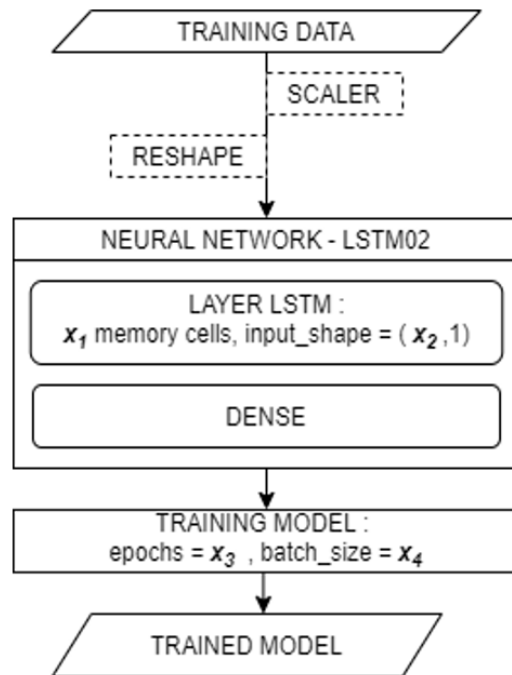 TRAINING DATA
SCALER
RESHAPE
NEURAL NETWORK - LSTM02
LAYER LSTM :
x₁ memory cells, input_shape = ( x₂ ,1)
DENSE
TRAINING MODEL :
epochs = x₃ , batch_size = x₄
TRAINED MODEL